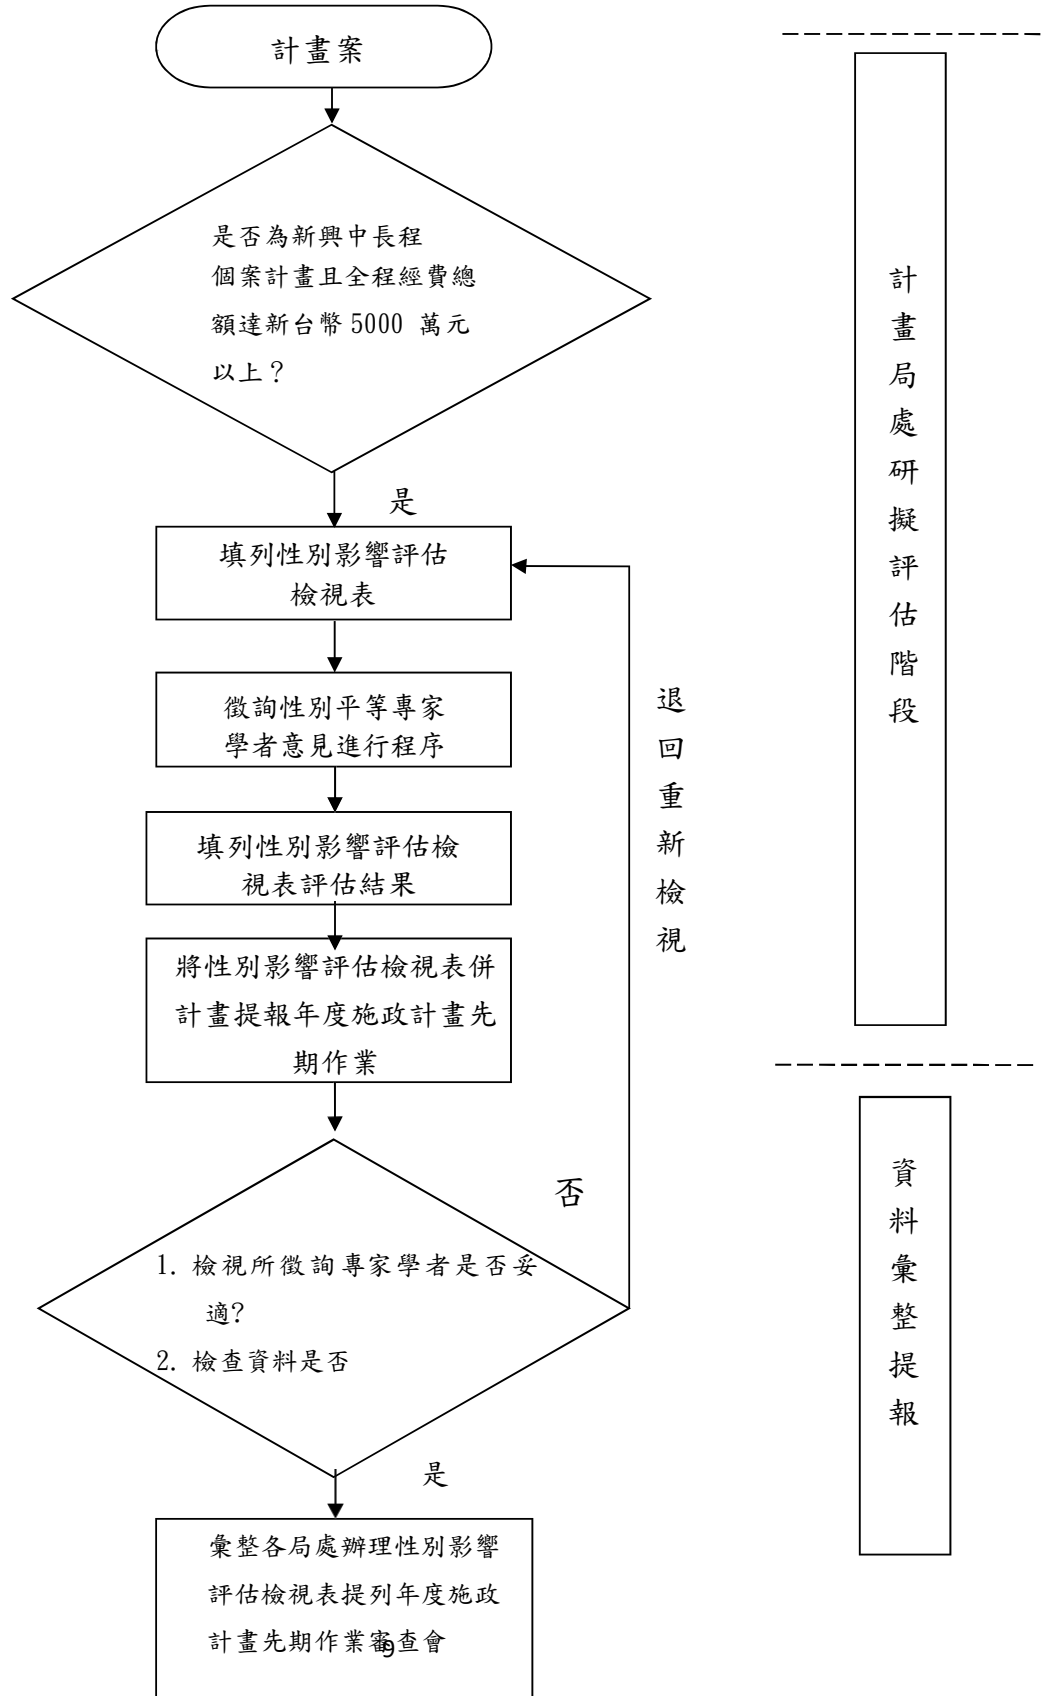 計畫案
是否為新興中長程
個案計畫且全程經費總
額達新台幣 5000 萬元
以上？
是
填列性別影響評估
檢視表
徵詢性別平等專家
學者意見進行程序
填列性別影響評估檢
視表評估結果
將性別影響評估檢視表併
計畫提報年度施政計畫先
期作業
退回重新檢視
否
1. 檢視所徵詢專家學者是否妥
適?
2. 檢查資料是否
是
彙整各局處辦理性別影響
評估檢視表提列年度施政
計畫先期作業審查會
9
計畫局處研擬評估階段
資料彙整提報